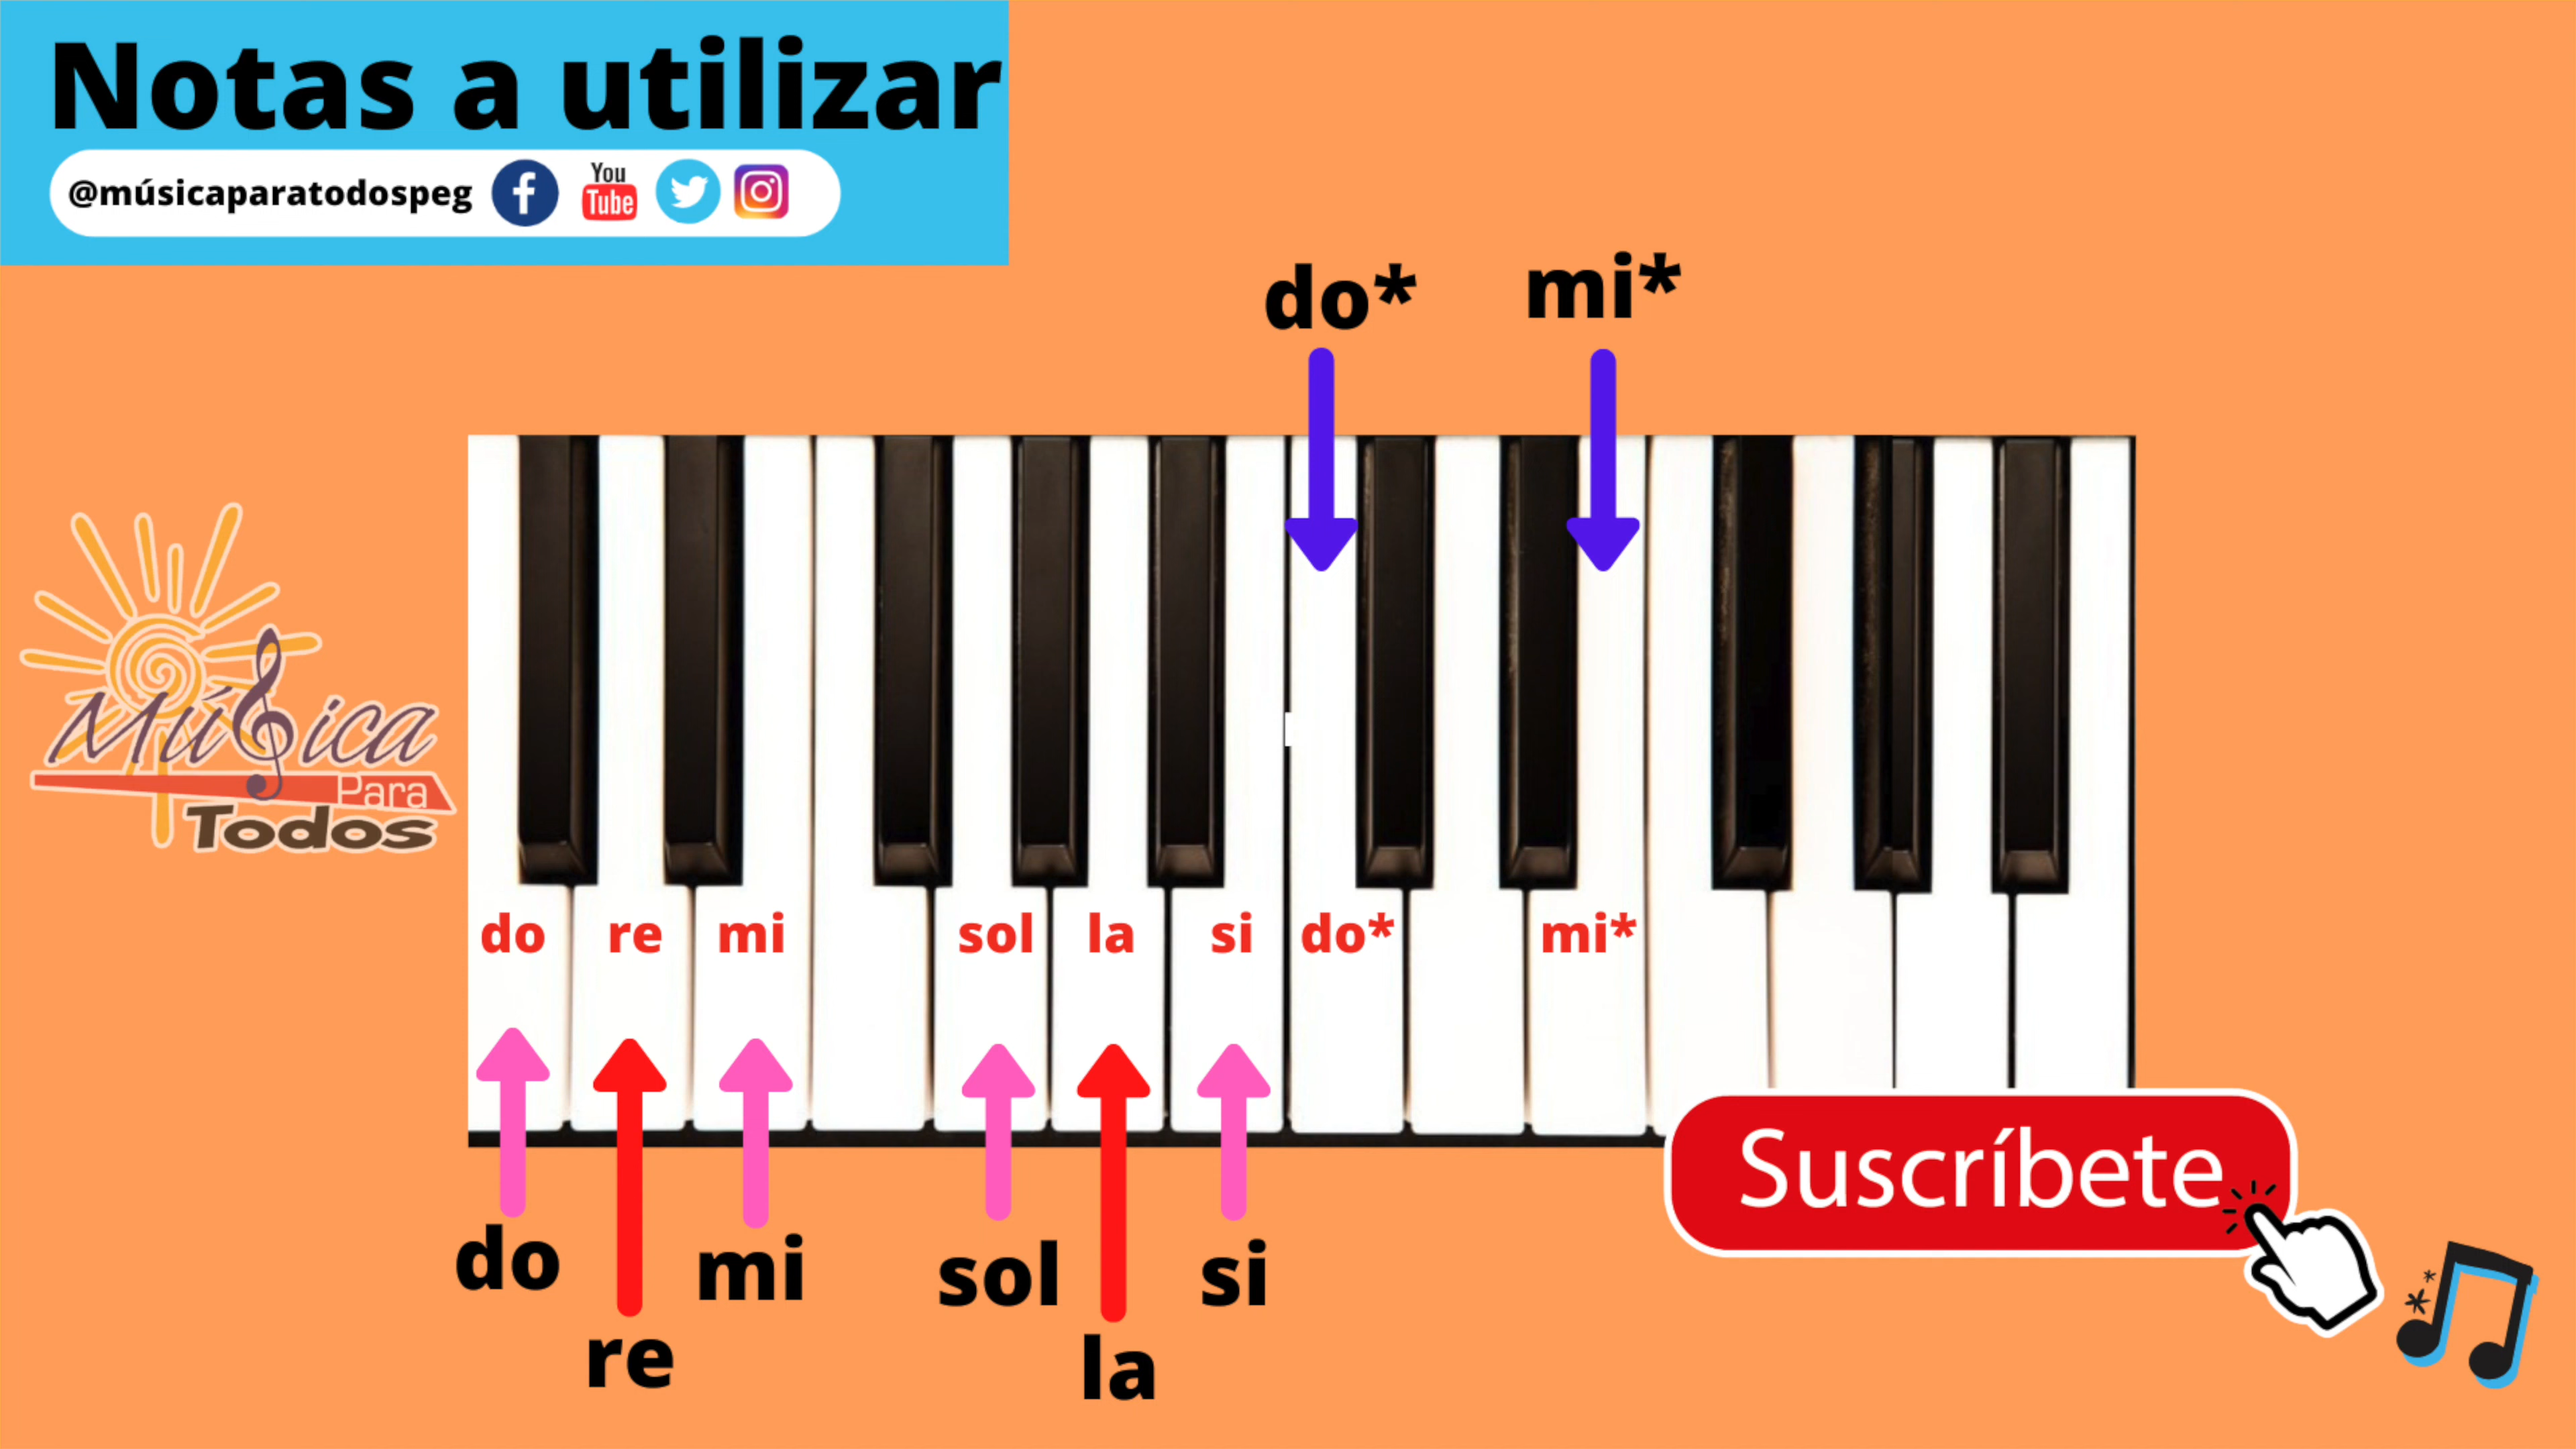 Notas a utilizar
@músicaparatodospeg
You
Tube
do* mi*
Música
Para
Todos
do re mi sol la si do* mi*
Suscríbete
do mi sol si
re la